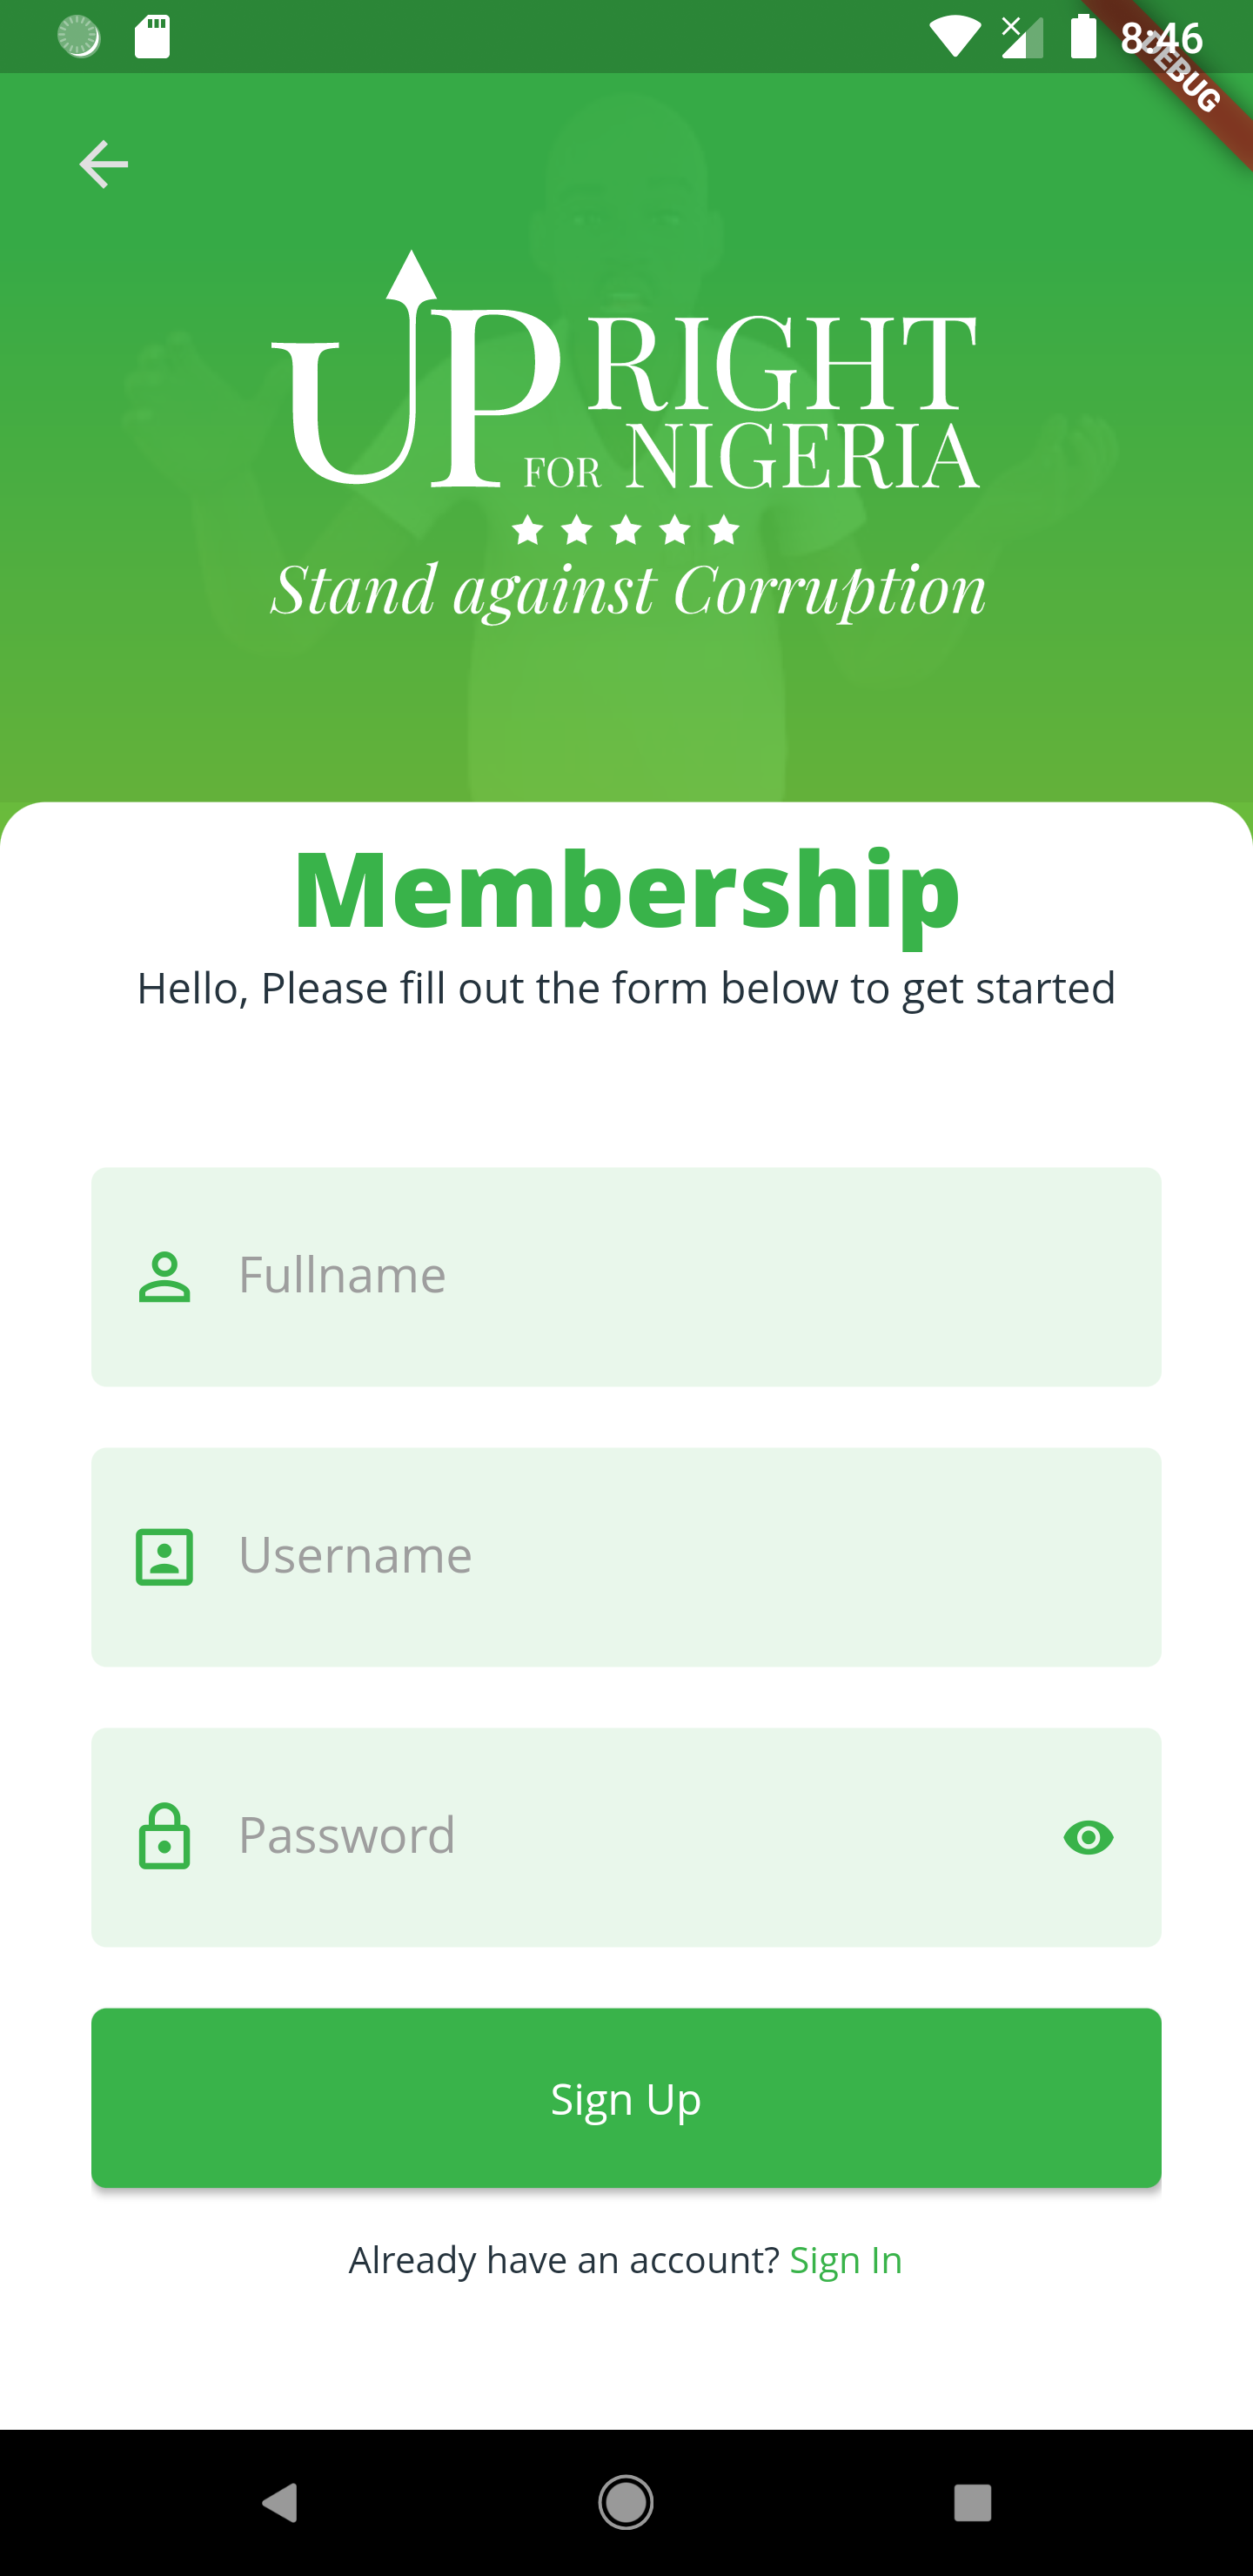 8:46
DEBUG
UPRIGHT
FOR NIGERIA
Stand against Corruption
Membership
Hello, Please fill out the form below to get started
Fullname
Username
Password
Sign Up
Already have an account? Sign In